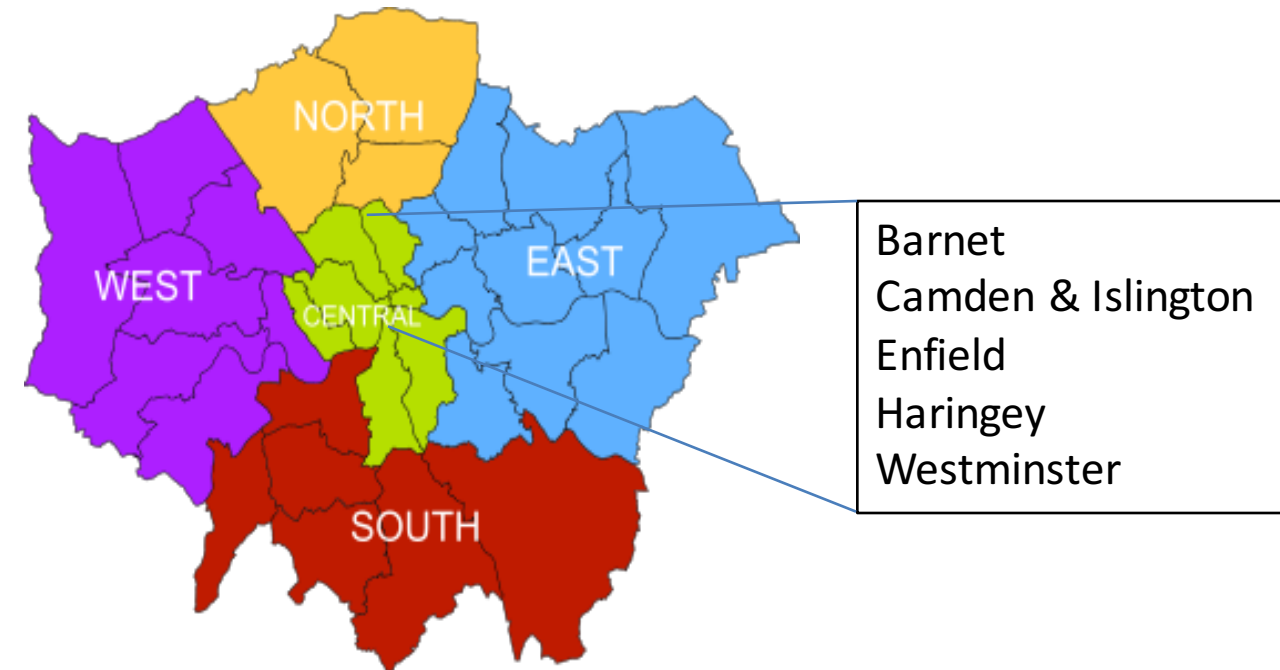 NORTH
WEST
EAST
CENTRAL
SOUTH
Barnet
Camden & Islington
Enfield
Haringey
Westminster